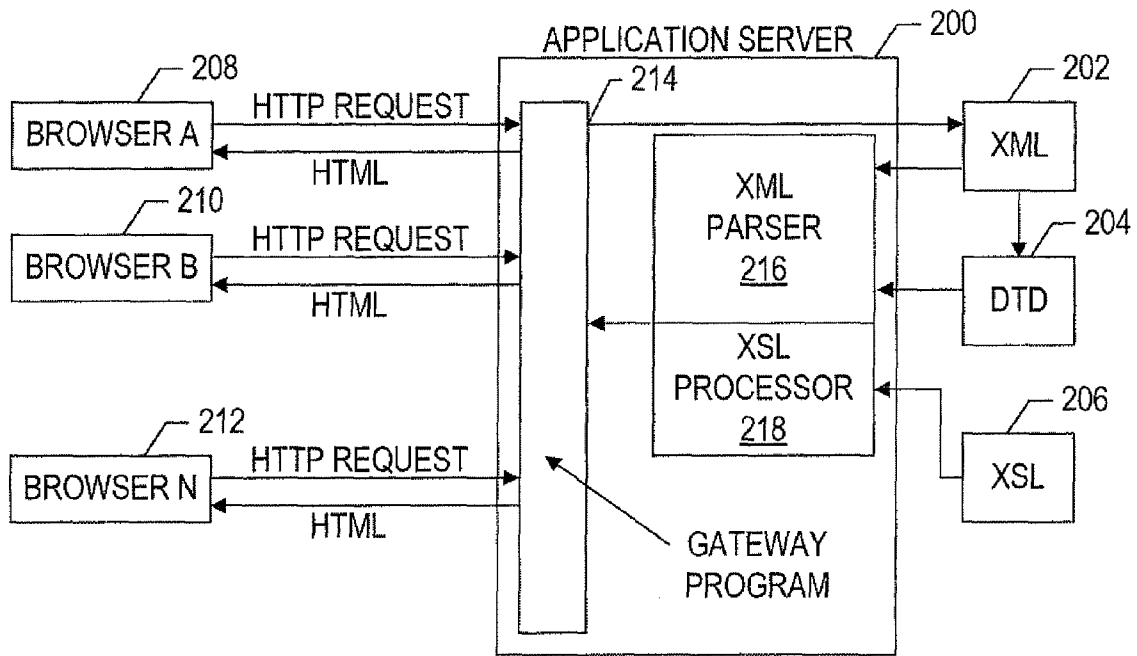 APPLICATION SERVER
200
208
BROWSER A
HTTP REQUEST
HTML
214
202
XML
210
BROWSER B
HTTP REQUEST
HTML
XML
PARSER
216
204
DTD
XSL
PROCESSOR
218
206
XSL
212
BROWSER N
HTTP REQUEST
HTML
GATEWAY
PROGRAM